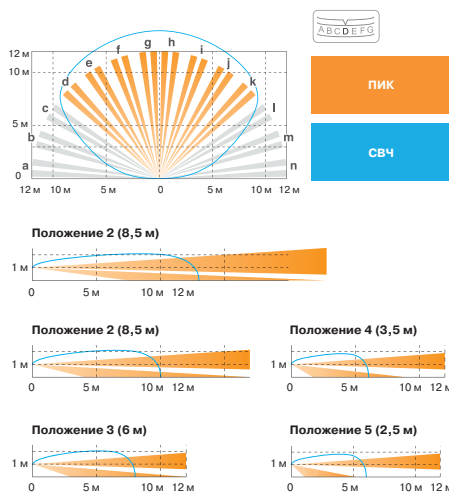 ABCDEFG
g h
f i
e j
d k
c l
b m
a n
12 м
10 м
5 м
0
12 м 10 м 5 м 0 5 м 10 м 12 м
ПИК
СВЧ
Положение 2 (8,5 м)
1 м
0 5 м 10 м 12 м
Положение 2 (8,5 м)
1 м
0 5 м 10 м 12 м
Положение 4 (3,5 м)
1 м
0 5 м 10 м 12 м
Положение 3 (6 м)
1 м
0 5 м 10 м 12 м
Положение 5 (2,5 м)
1 м
0 5 м 10 м 12 м